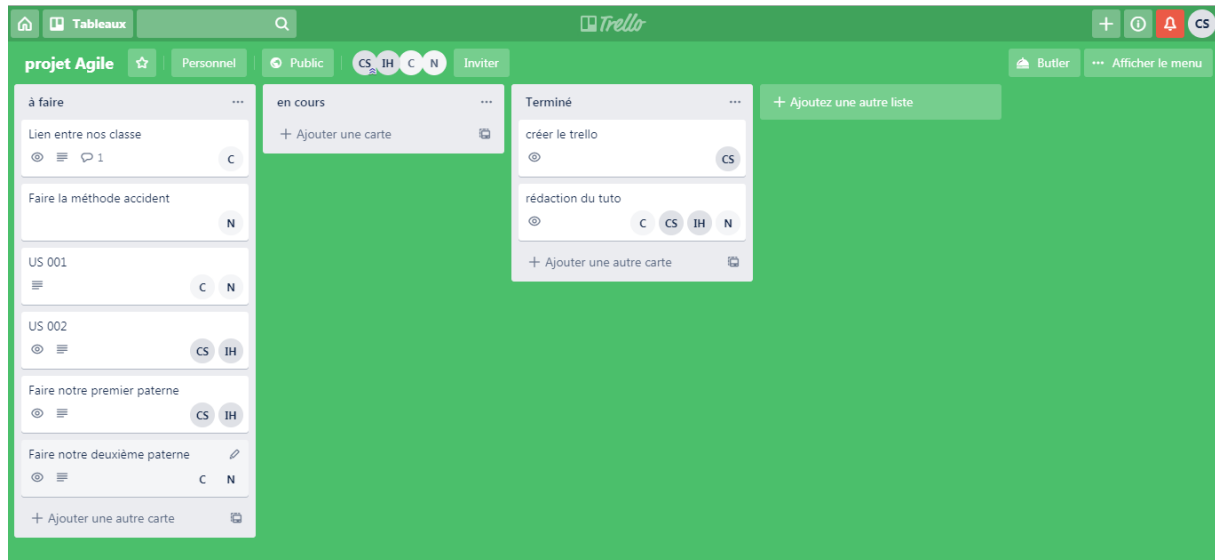 Tableaux
Trello
CS
projet Agile
Personnel
Public
CS IH C N
Inviter
Butler
Afficher le menu
à faire
Lien entre nos classe
1
C
Faire la méthode accident
N
US 001
C N
US 002
CS IH
Faire notre premier paterne
CS IH
Faire notre deuxième paterne
C N
+ Ajouter une autre carte
en cours
+ Ajouter une carte
Terminé
créer le trello
CS
rédaction du tuto
C CS IH N
+ Ajouter une autre carte
+ Ajoutez une autre liste